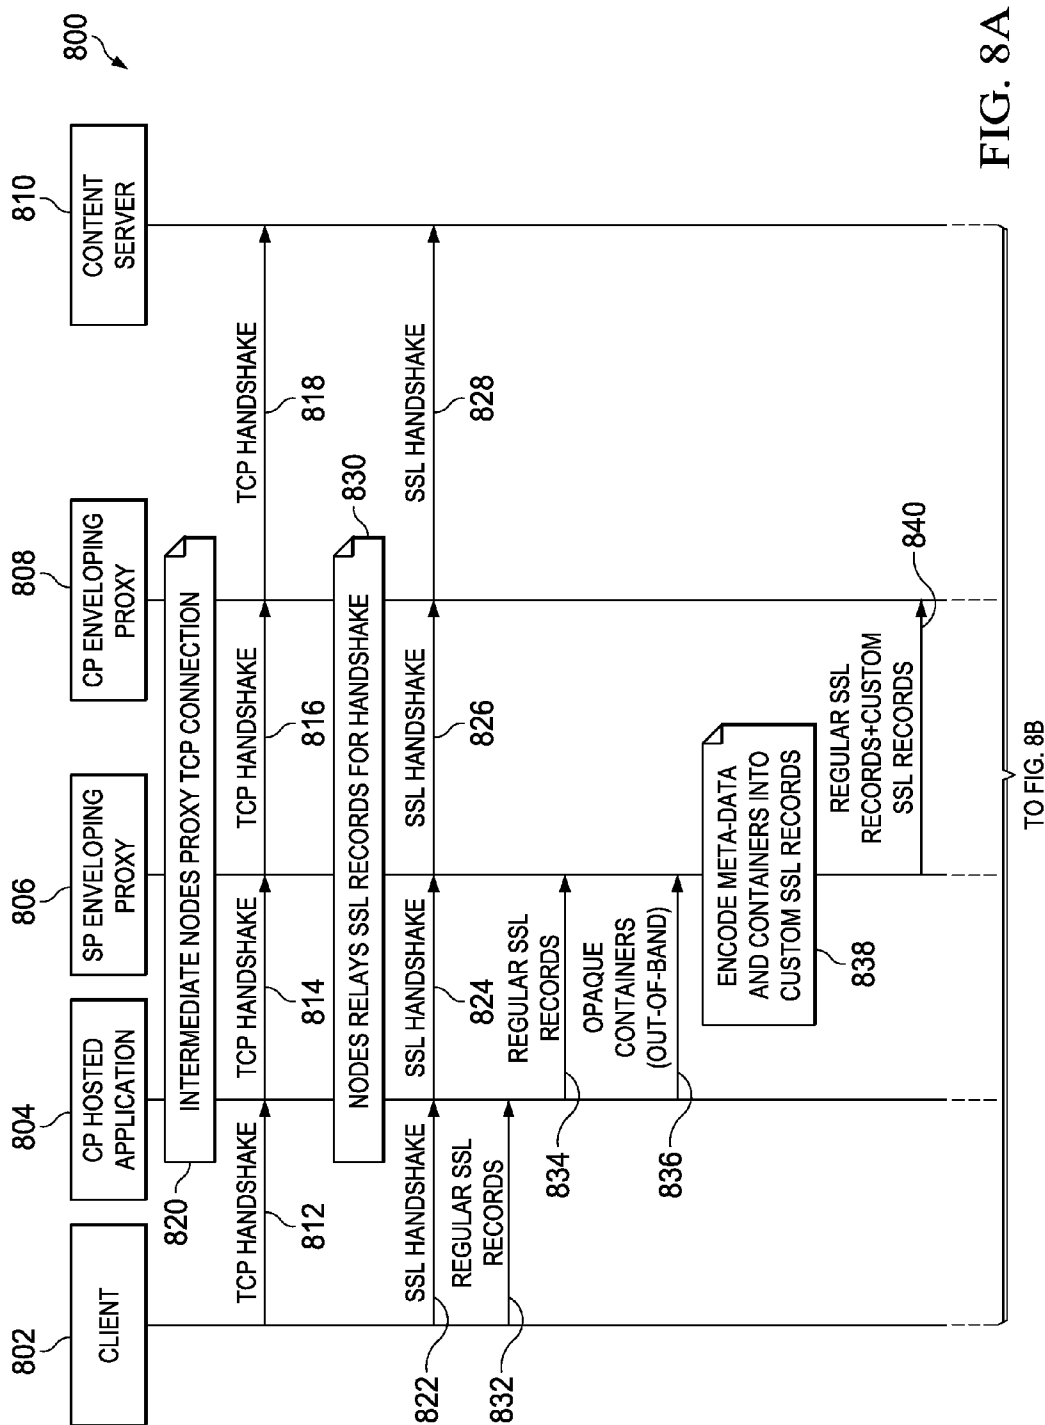 800
802
804
806
808
810
CLIENT
CP HOSTED
APPLICATION
SP ENVELOPING
PROXY
CP ENVELOPING
PROXY
CONTENT
SERVER
820
INTERMEDIATE NODES PROXY TCP CONNECTION
TCP HANDSHAKE
812
TCP HANDSHAKE
814
TCP HANDSHAKE
816
TCP HANDSHAKE
818
NODES RELAYS SSL RECORDS FOR HANDSHAKE
830
SSL HANDSHAKE
822
SSL HANDSHAKE
824
SSL HANDSHAKE
826
SSL HANDSHAKE
828
REGULAR SSL
RECORDS
832
REGULAR SSL
RECORDS
834
OPAQUE
CONTAINERS
(OUT-OF-BAND)
836
ENCODE META-DATA
AND CONTAINERS INTO
CUSTOM SSL RECORDS
838
REGULAR SSL
RECORDS+CUSTOM
SSL RECORDS
840
TO FIG. 8B
FIG. 8A